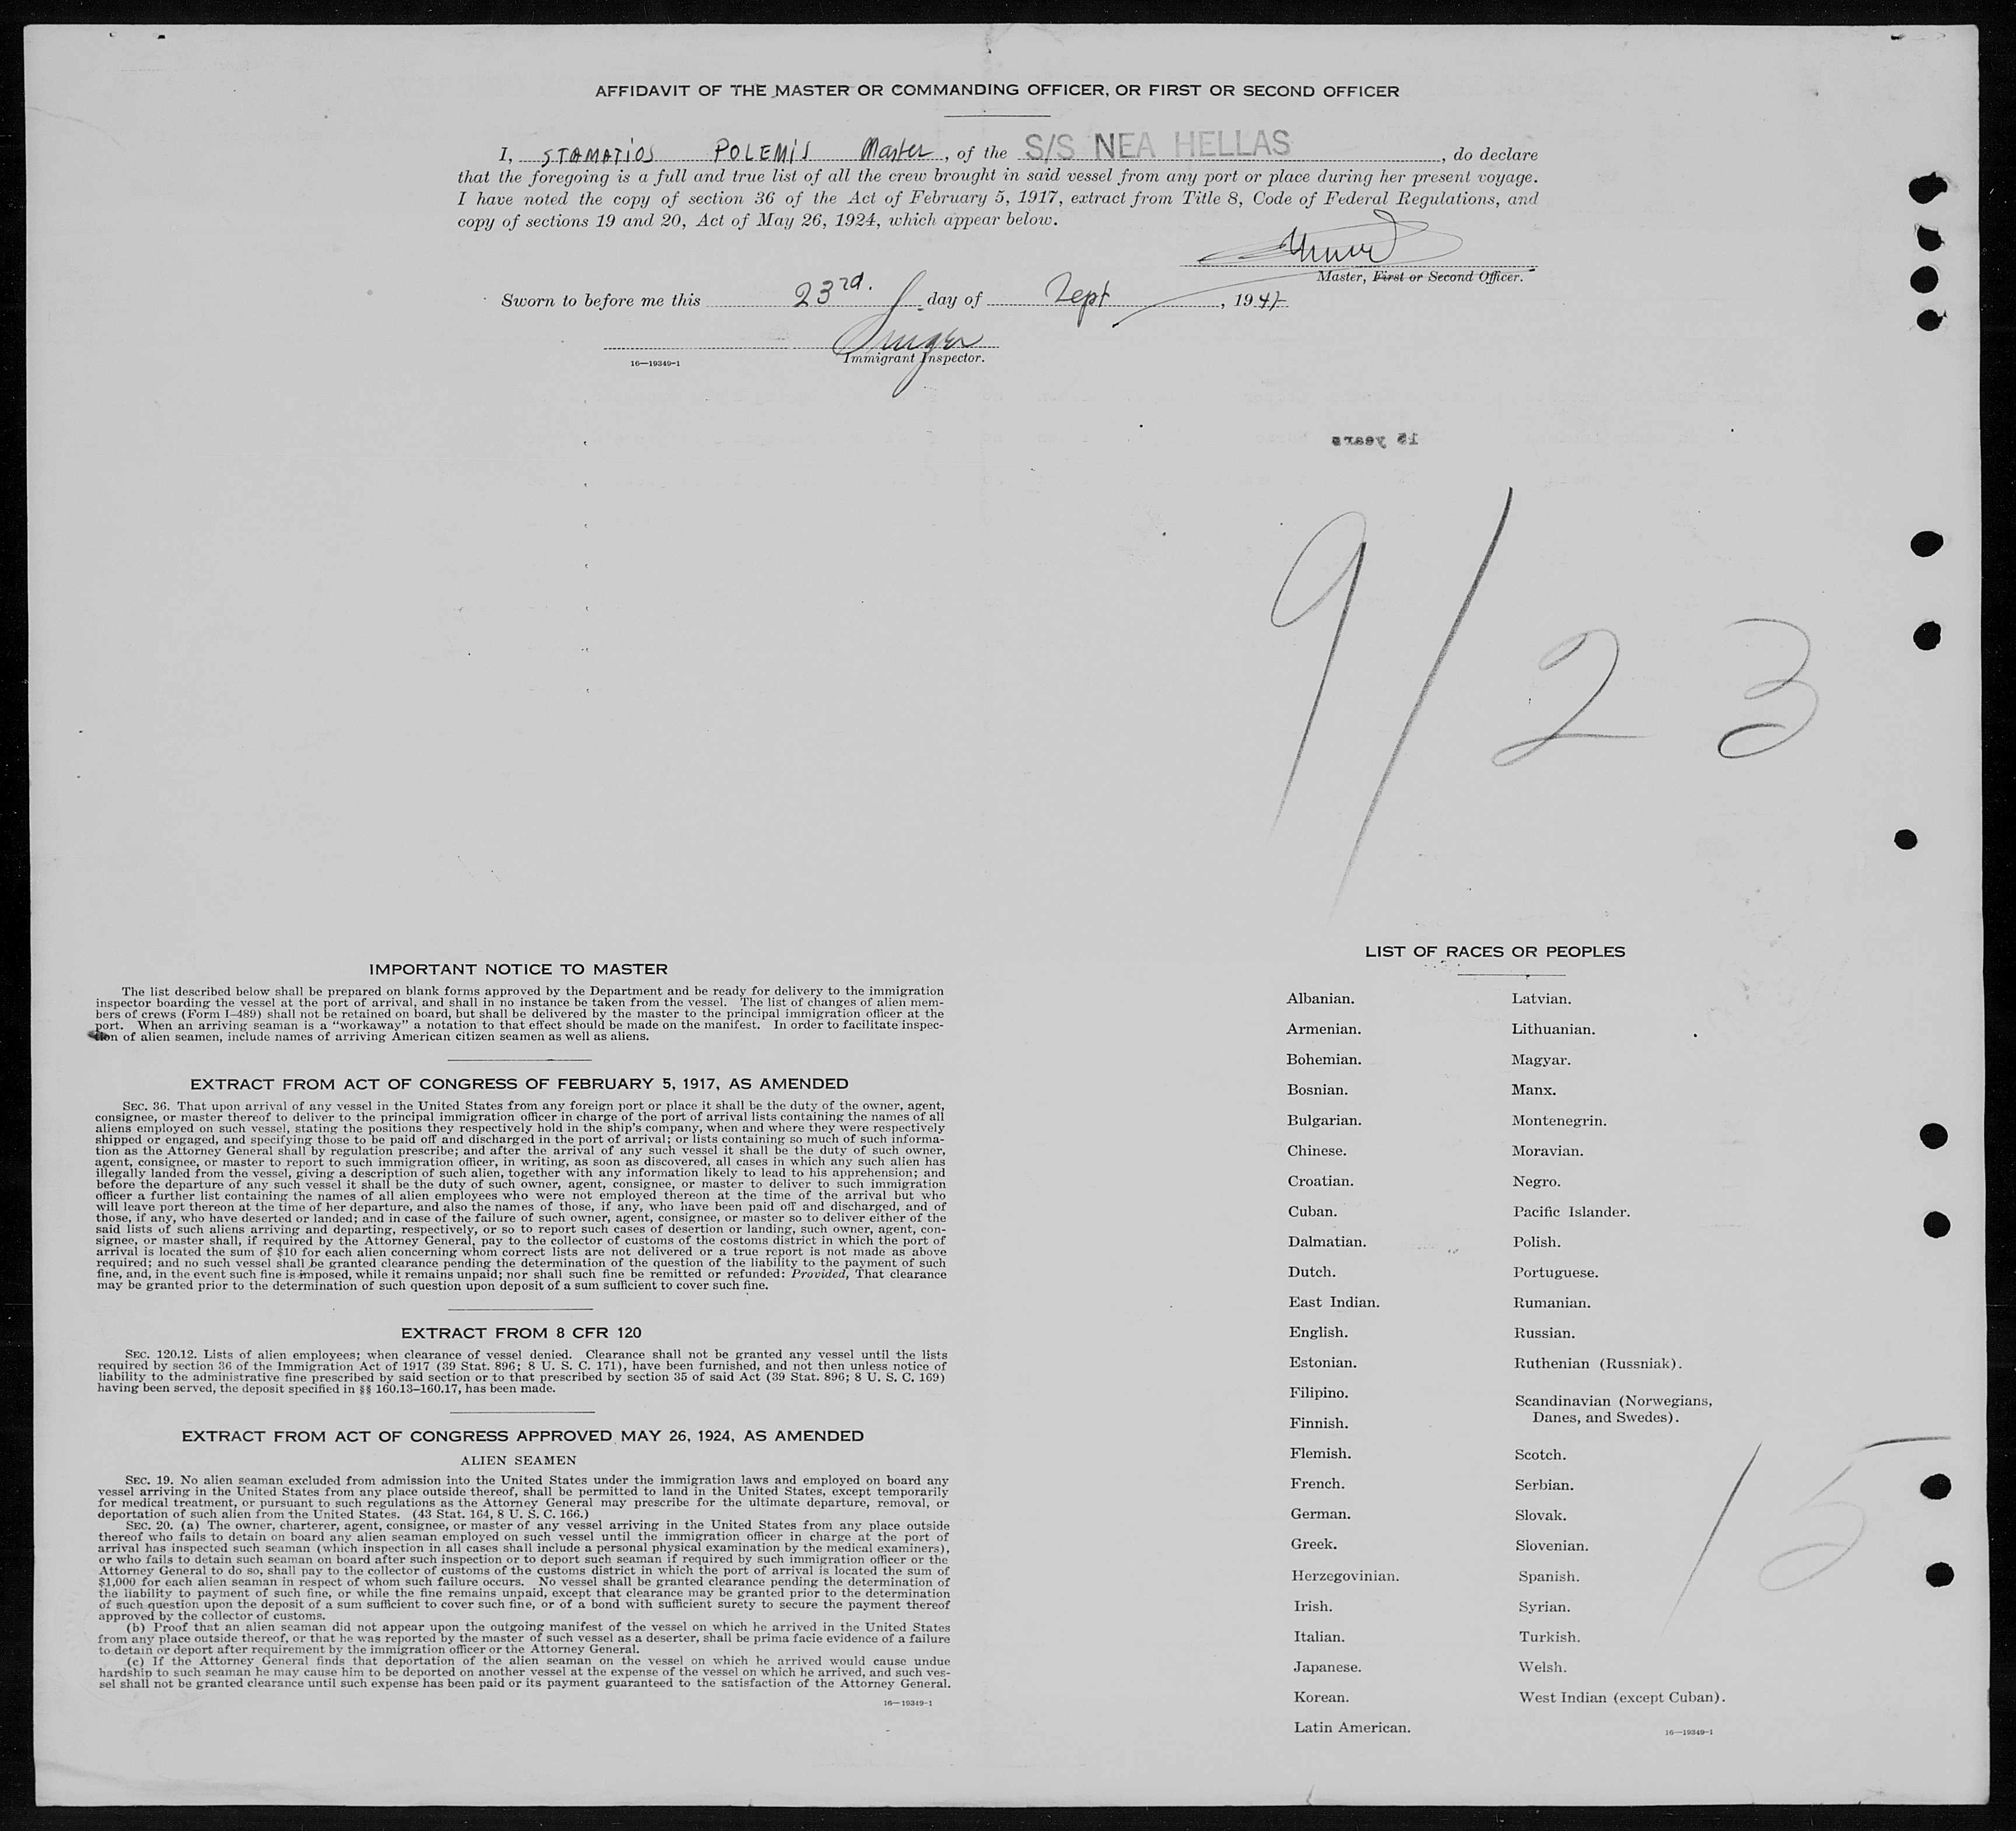 AFFIDAVIT OF THE MASTER OR COMMANDING OFFICER, OR FIRST OR SECOND OFFICER
I, STAMATIOS POLEMIS Master, of the S/S NEA HELLAS, do declare
that the foregoing is a full and true list of all the crew brought in said vessel from any port or place during her present voyage.
I have noted the copy of section 36 of the Act of February 5, 1917, extract from Title 8, Code of Federal Regulations, and
copy of sections 19 and 20, Act of May 26, 1924, which appear below.
Master, First or Second Officer.
Sworn to before me this 23rd. day of Sept, 1947
Singer
Immigrant Inspector.
16—19349-1
15 years
9/23
IMPORTANT NOTICE TO MASTER
The list described below shall be prepared on blank forms approved by the Department and be ready for delivery to the immigration
inspector boarding the vessel at the port of arrival, and shall in no instance be taken from the vessel. The list of changes of alien mem-
bers of crews (Form I-489) shall not be retained on board, but shall be delivered by the master to the principal immigration officer at the
port. When an arriving seaman is a "workaway" a notation to that effect should be made on the manifest. In order to facilitate inspec-
tion of alien seamen, include names of arriving American citizen seamen as well as aliens.
EXTRACT FROM ACT OF CONGRESS OF FEBRUARY 5, 1917, AS AMENDED
SEC. 36. That upon arrival of any vessel in the United States from any foreign port or place it shall be the duty of the owner, agent,
consignee, or master thereof to deliver to the principal immigration officer in charge of the port of arrival lists containing the names of all
aliens employed on such vessel, stating the positions they respectively hold in the ship's company, when and where they were respectively
shipped or engaged, and specifying those to be paid off and discharged in the port of arrival; or lists containing so much of such informa-
tion as the Attorney General shall by regulation prescribe; and after the arrival of any such vessel it shall be the duty of such owner,
agent, consignee, or master to report to such immigration officer, in writing, as soon as discovered, all cases in which any such alien has
illegally landed from the vessel, giving a description of such alien, together with any information likely to lead to his apprehension; and
before the departure of any such vessel it shall be the duty of such owner, agent, consignee, or master to deliver to such immigration
officer a further list containing the names of all alien employees who were not employed thereon at the time of the arrival but who
will leave port thereon at the time of her departure, and also the names of those, if any, who have been paid off and discharged, and of
those, if any, who have deserted or landed; and in case of the failure of such owner, agent, consignee, or master so to deliver either of the
said lists of such aliens arriving and departing, respectively, or so to report such cases of desertion or landing, such owner, agent, con-
signee, or master shall, if required by the Attorney General, pay to the collector of customs of the costoms district in which the port of
arrival is located the sum of $10 for each alien concerning whom correct lists are not delivered or a true report is not made as above
required; and no such vessel shall be granted clearance pending the determination of the question of the liability to the payment of such
fine, and, in the event such fine is imposed, while it remains unpaid; nor shall such fine be remitted or refunded: Provided, That clearance
may be granted prior to the determination of such question upon deposit of a sum sufficient to cover such fine.
EXTRACT FROM 8 CFR 120
SEC. 120.12. Lists of alien employees; when clearance of vessel denied. Clearance shall not be granted any vessel until the lists
required by section 36 of the Immigration Act of 1917 (39 Stat. 896; 8 U. S. C. 171), have been furnished, and not then unless notice of
liability to the administrative fine prescribed by said section or to that prescribed by section 35 of said Act (39 Stat. 896; 8 U. S. C. 169)
having been served, the deposit specified in §§ 160.13–160.17, has been made.
EXTRACT FROM ACT OF CONGRESS APPROVED MAY 26, 1924, AS AMENDED
ALIEN SEAMEN
SEC. 19. No alien seaman excluded from admission into the United States under the immigration laws and employed on board any
vessel arriving in the United States from any place outside thereof, shall be permitted to land in the United States, except temporarily
for medical treatment, or pursuant to such regulations as the Attorney General may prescribe for the ultimate departure, removal, or
deportation of such alien from the United States. (43 Stat. 164, 8 U. S. C. 166.)
SEC. 20. (a) The owner, charterer, agent, consignee, or master of any vessel arriving in the United States from any place outside
thereof who fails to detain on board any alien seaman employed on such vessel until the immigration officer in charge at the port of
arrival has inspected such seaman (which inspection in all cases shall include a personal physical examination by the medical examiners),
or who fails to detain such seaman on board after such inspection or to deport such seaman if required by such immigration officer or the
Attorney General to do so, shall pay to the collector of customs of the customs district in which the port of arrival is located the sum of
$1,000 for each alien seaman in respect of whom such failure occurs. No vessel shall be granted clearance pending the determination of
the liability to payment of such fine, or while the fine remains unpaid, except that clearance may be granted prior to the determination
of such question upon the deposit of a sum sufficient to cover such fine, or of a bond with sufficient surety to secure the payment thereof
approved by the collector of customs.
(b) Proof that an alien seaman did not appear upon the outgoing manifest of the vessel on which he arrived in the United States
from any place outside thereof, or that he was reported by the master of such vessel as a deserter, shall be prima facie evidence of a failure
to detain or deport after requirement by the immigration officer or the Attorney General.
(c) If the Attorney General finds that deportation of the alien seaman on the vessel on which he arrived would cause undue
hardship to such seaman he may cause him to be deported on another vessel at the expense of the vessel on which he arrived, and such ves-
sel shall not be granted clearance until such expense has been paid or its payment guaranteed to the satisfaction of the Attorney General.
16—19349-1
LIST OF RACES OR PEOPLES
Albanian.
Armenian.
Bohemian.
Bosnian.
Bulgarian.
Chinese.
Croatian.
Cuban.
Dalmatian.
Dutch.
East Indian.
English.
Estonian.
Filipino.
Finnish.
Flemish.
French.
German.
Greek.
Herzegovinian.
Irish.
Italian.
Japanese.
Korean.
Latin American.
Latvian.
Lithuanian.
Magyar.
Manx.
Montenegrin.
Moravian.
Negro.
Pacific Islander.
Polish.
Portuguese.
Rumanian.
Russian.
Ruthenian (Russniak).
Scandinavian (Norwegians,
Danes, and Swedes).
Scotch.
Serbian.
Slovak.
Slovenian.
Spanish.
Syrian.
Turkish.
Welsh.
West Indian (except Cuban).
16—19349-1
15